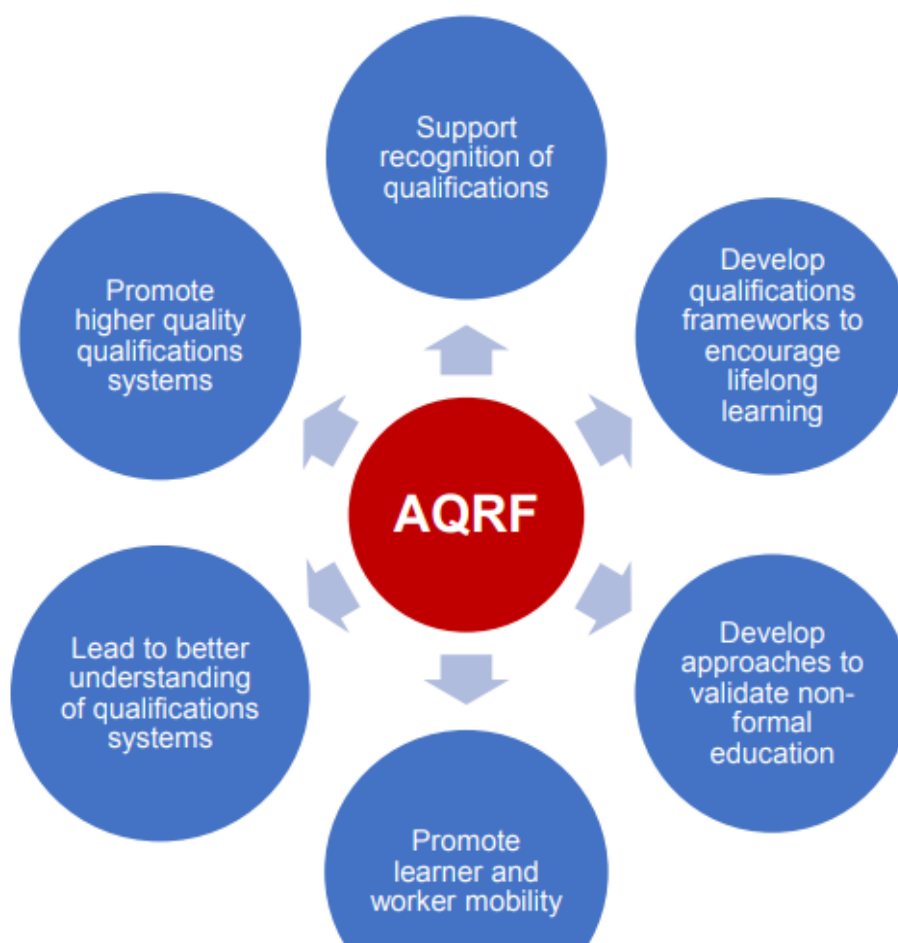 Support
recognition of
qualifications
Develop
qualifications
frameworks to
encourage
lifelong
learning
Develop
approaches to
validate non-
formal
education
Promote
learner and
worker mobility
Lead to better
understanding
of qualifications
systems
Promote
higher quality
qualifications
systems
AQRF